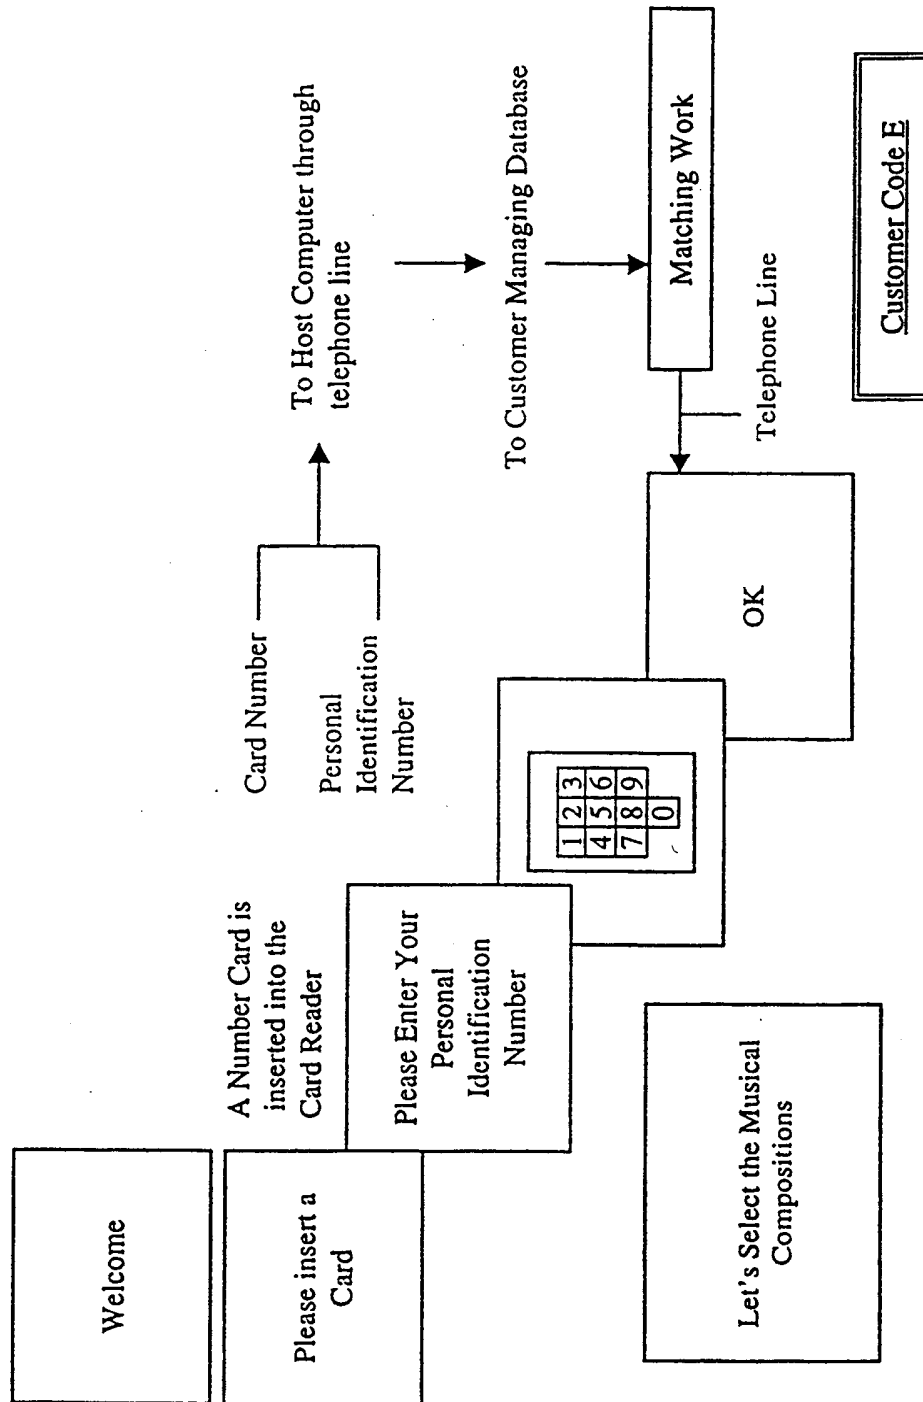 Welcome
Please insert a
Card
A Number Card is
inserted into the
Card Reader
Please Enter Your
Personal
Identification
Number
1 2 3
4 5 6
7 8 9
0
Card Number
Personal
Identification
Number
To Host Computer through
telephone line
To Customer Managing Database
Matching Work
Telephone Line
OK
Customer Code E
Let's Select the Musical
Compositions